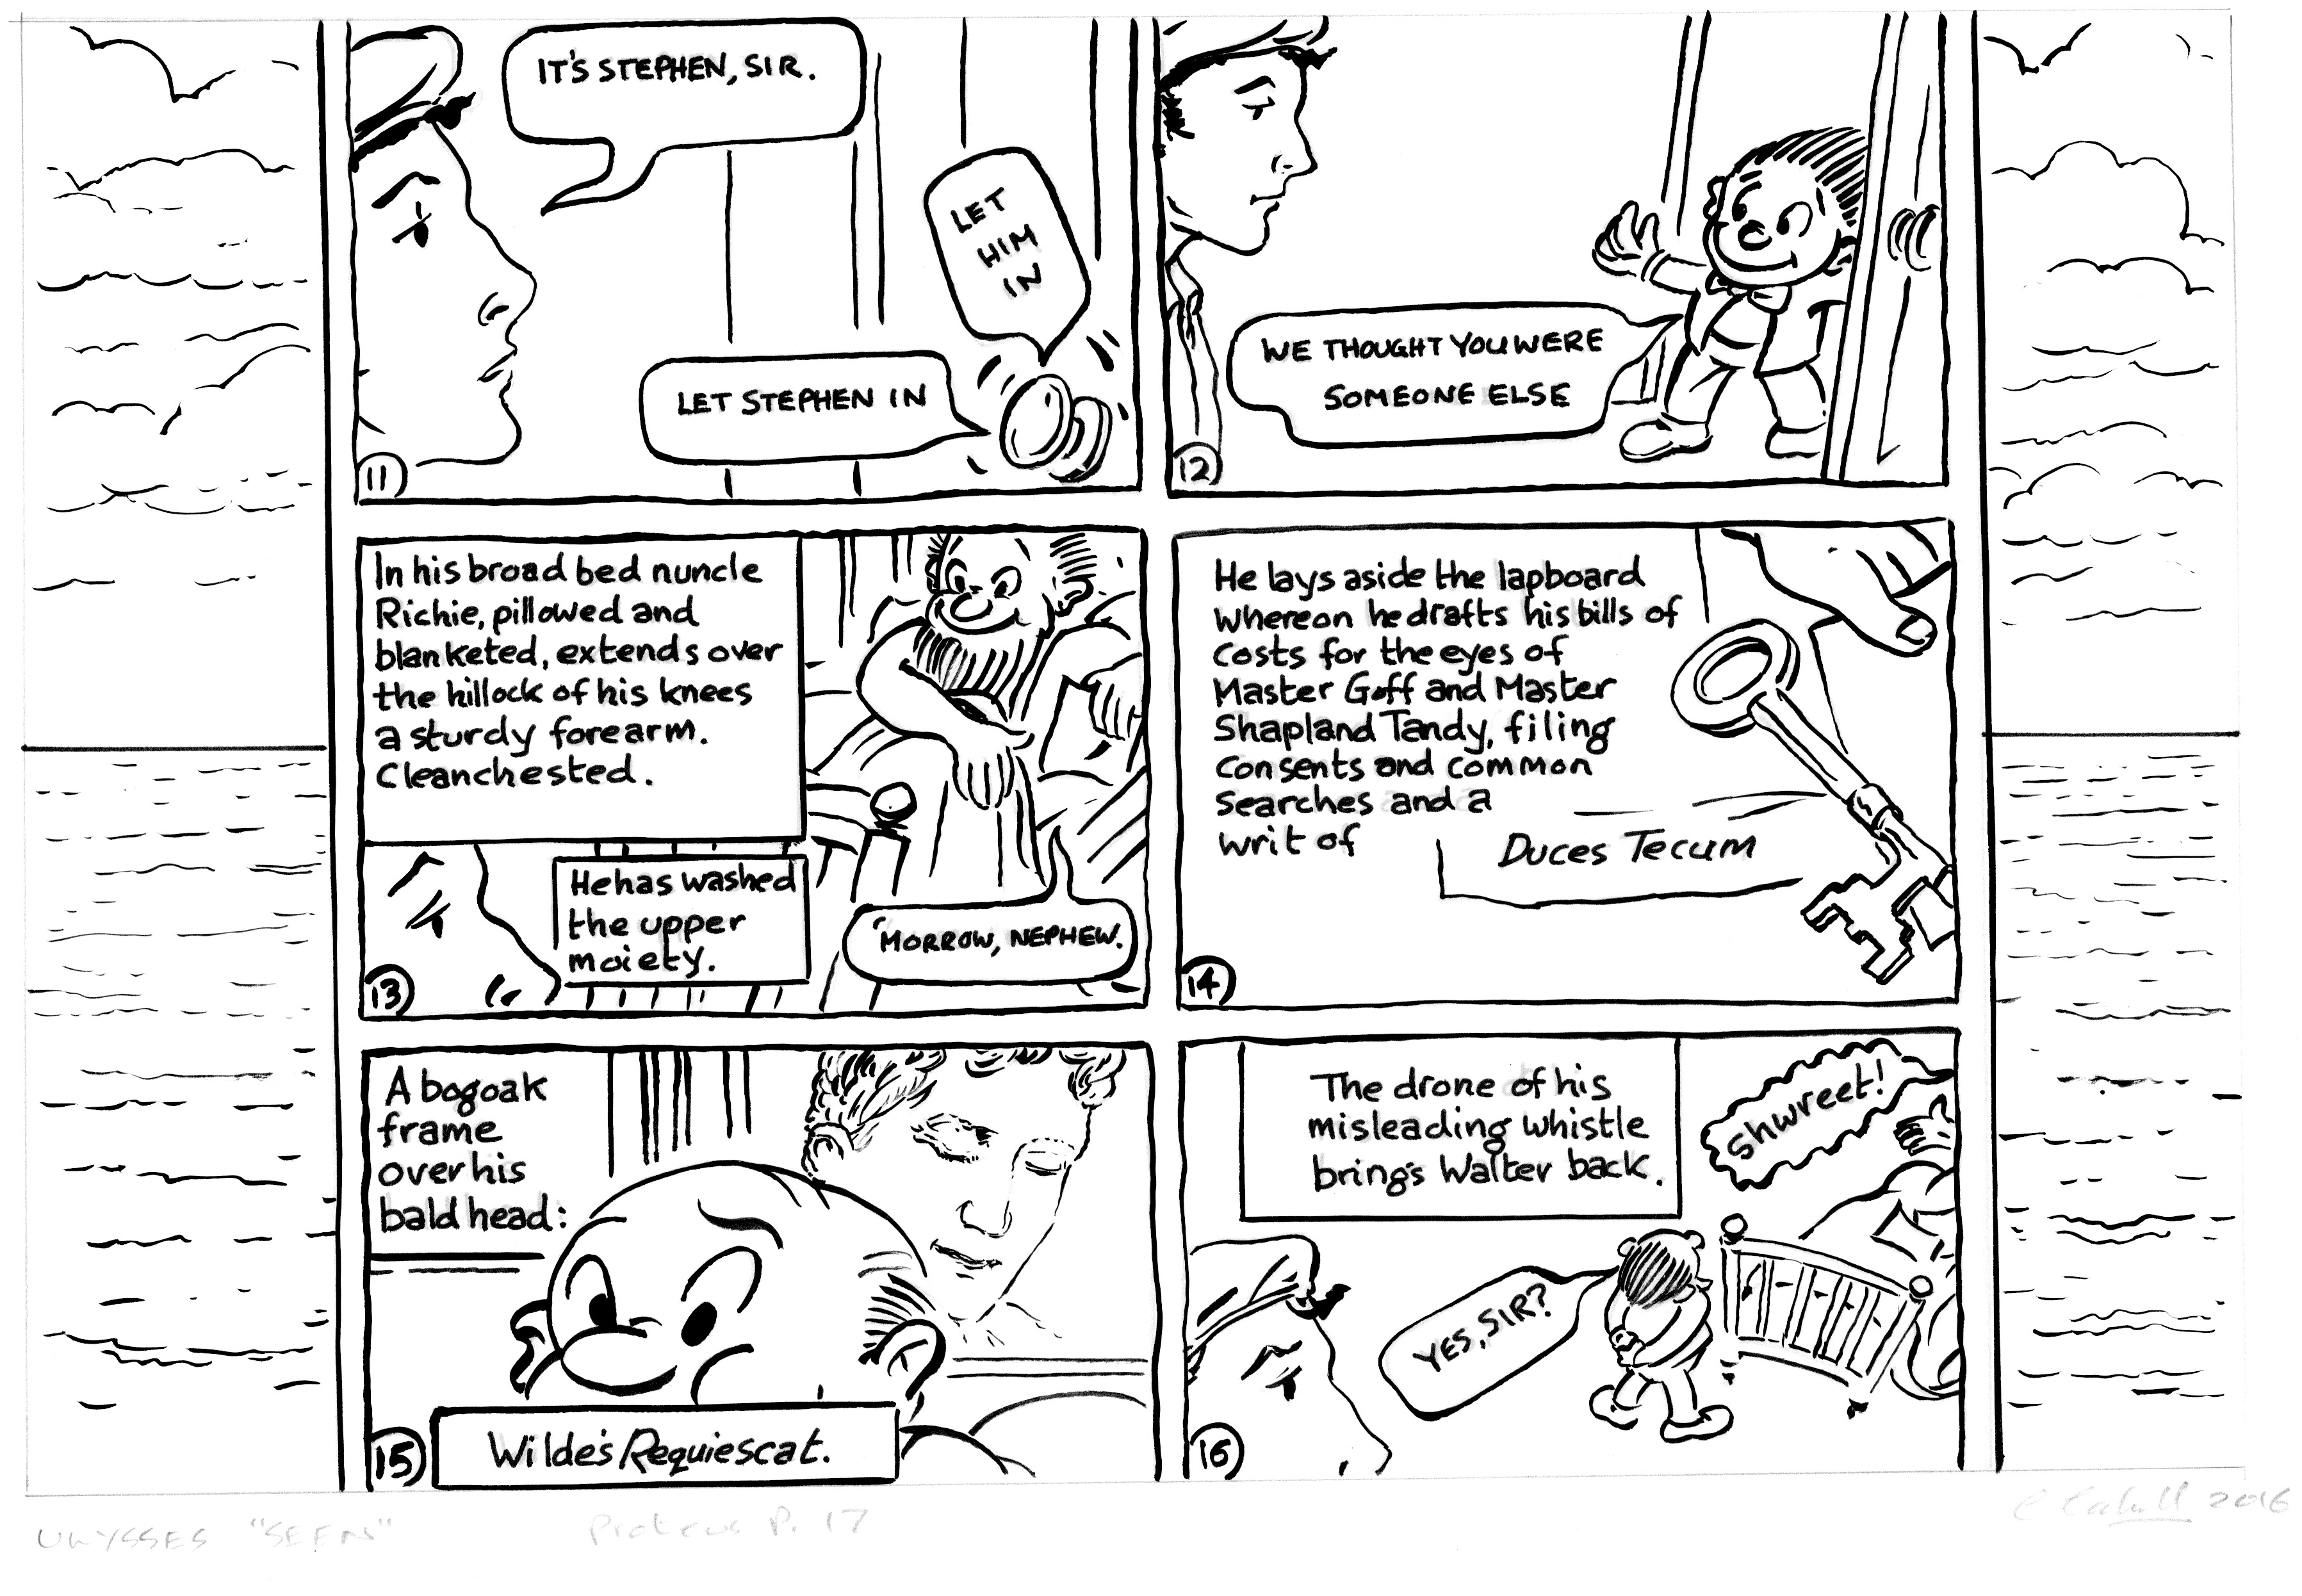 IT'S STEPHEN, SIR.
LET
HIM
IN
LET STEPHEN IN
11
WE THOUGHT YOU WERE
SOMEONE ELSE
12
In his broad bed nuncle
Richie, pillowed and
blanketed, extends over
the hillock of his knees
a sturdy forearm.
Cleanchested.
He has washed
the upper
moiety.
'MORROW, NEPHEW.
13
He lays aside the lapboard
whereon he drafts his bills of
costs for the eyes of
Master Goff and Master
Shapland Tandy, filing
consents and common
searches and a
writ of
Duces Tecum
14
A bogoak
frame
over his
bald head:
Wilde's Requiescat.
15
The drone of his
misleading whistle
brings Walter back.
Shwreet!
YES, SIR?
16
ULYSSES "SEEN"
Proteus P. 17
2016